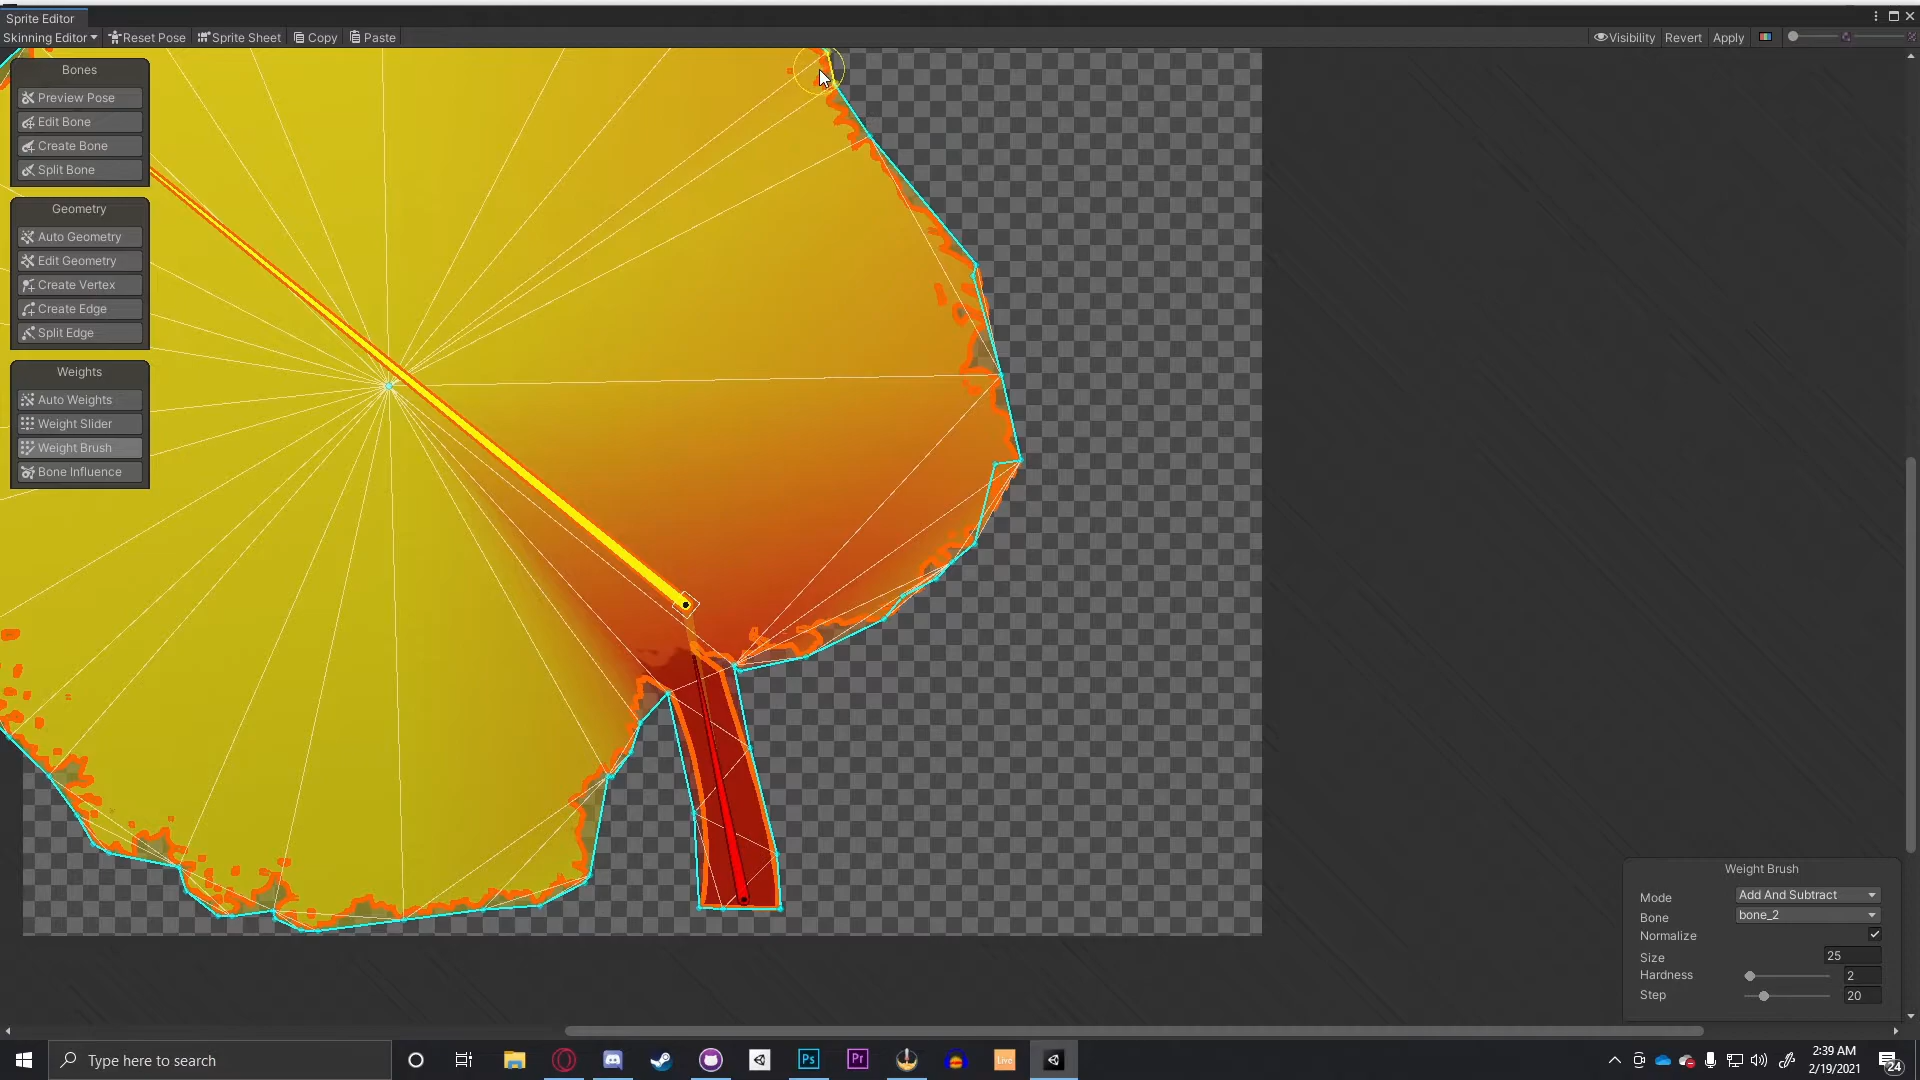 Sprite Editor
Skinning Editor
Reset Pose
Sprite Sheet
Copy
Paste
Visibility
Revert
Apply
Bones
Preview Pose
Edit Bone
Create Bone
Split Bone
Geometry
Auto Geometry
Edit Geometry
Create Vertex
Create Edge
Split Edge
Weights
Auto Weights
Weight Slider
Weight Brush
Bone Influence
Weight Brush
Mode Add And Subtract
Bone bone_2
Normalize
Size 25
Hardness 2
Step 20
Type here to search
Ps
Pr
Live
2:39 AM
2/19/2021
24